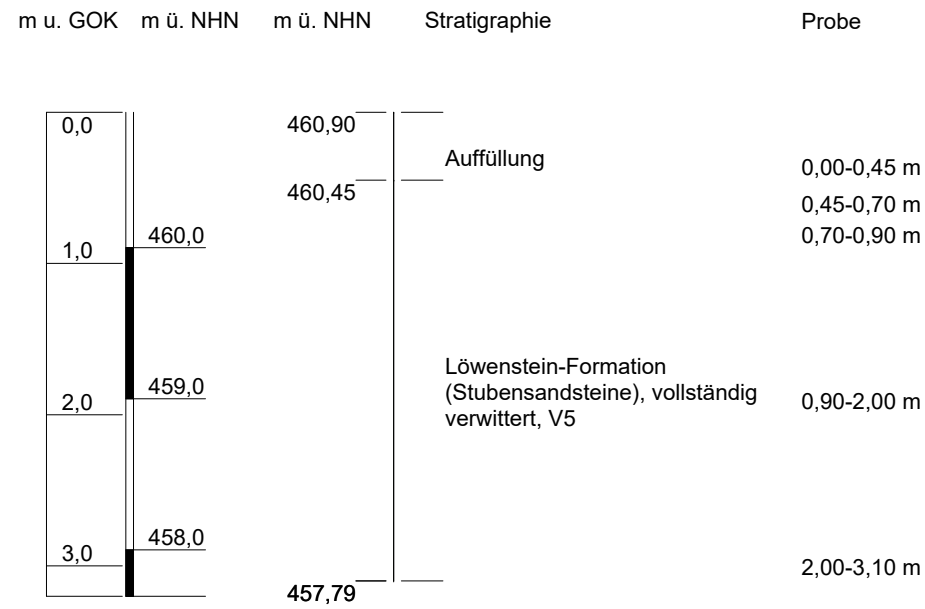 m u. GOK m ü. NHN m ü. NHN Stratigraphie Probe
0,0 460,90
Auffüllung 0,00-0,45 m
460,45 0,45-0,70 m
460,0 0,70-0,90 m
1,0
Löwenstein-Formation
459,0 (Stubensandsteine), vollständig
2,0 verwittert, V5 0,90-2,00 m
458,0
3,0 2,00-3,10 m
457,79